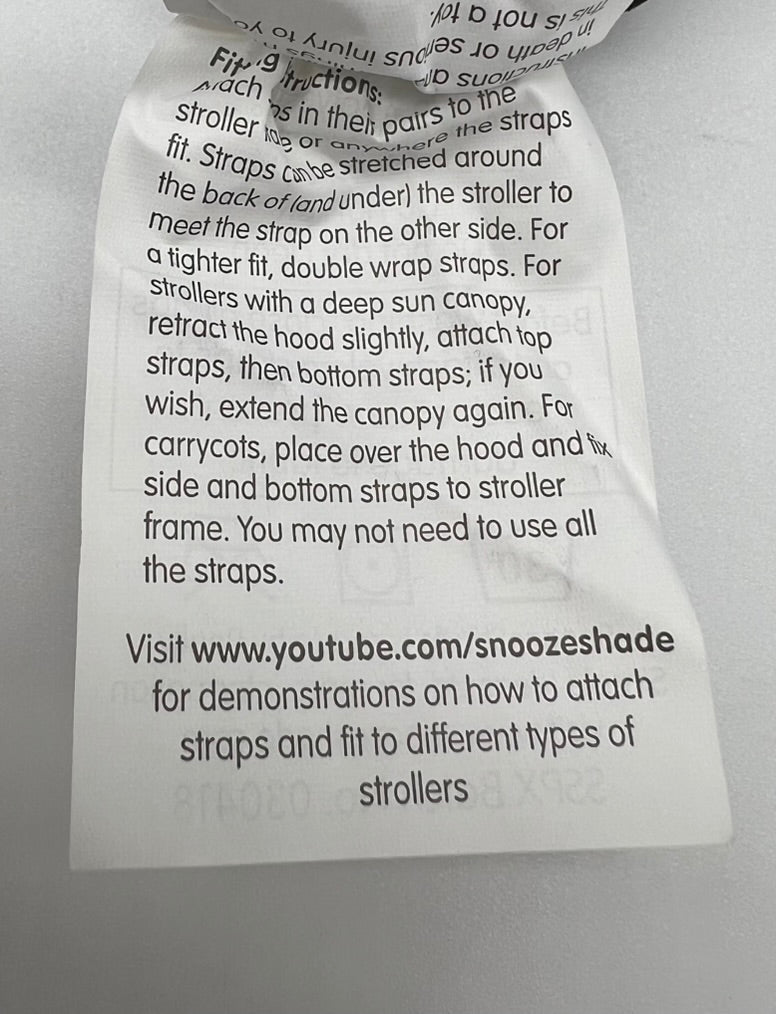 This is not a toy.
in death or serious injury to yo
Fitting Instructions:
Attach straps in their pairs to the
stroller side or anywhere the straps
fit. Straps can be stretched around
the back of (and under) the stroller to
meet the strap on the other side. For
a tighter fit, double wrap straps. For
strollers with a deep sun canopy,
retract the hood slightly, attach top
straps, then bottom straps; if you
wish, extend the canopy again. For
carrycots, place over the hood and fix
side and bottom straps to stroller
frame. You may not need to use all
the straps.
Visit www.youtube.com/snoozeshade
for demonstrations on how to attach
straps and fit to different types of
strollers